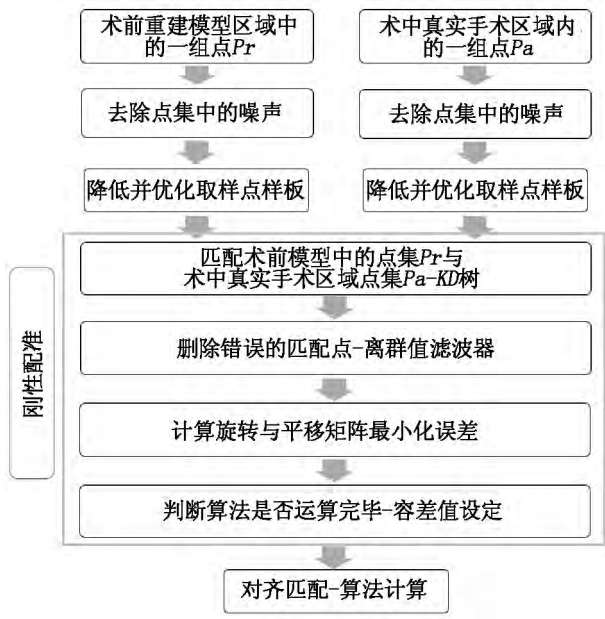 术前重建模型区域中
的一组点Pr
术中真实手术区域内
的一组点Pa
去除点集中的噪声
去除点集中的噪声
降低并优化取样点样板
降低并优化取样点样板
刚性配准
匹配术前模型中的点集Pr与
术中真实手术区域点集Pa-KD树
删除错误的匹配点-离群值滤波器
计算旋转与平移矩阵最小化误差
判断算法是否运算完毕-容差值设定
对齐匹配-算法计算